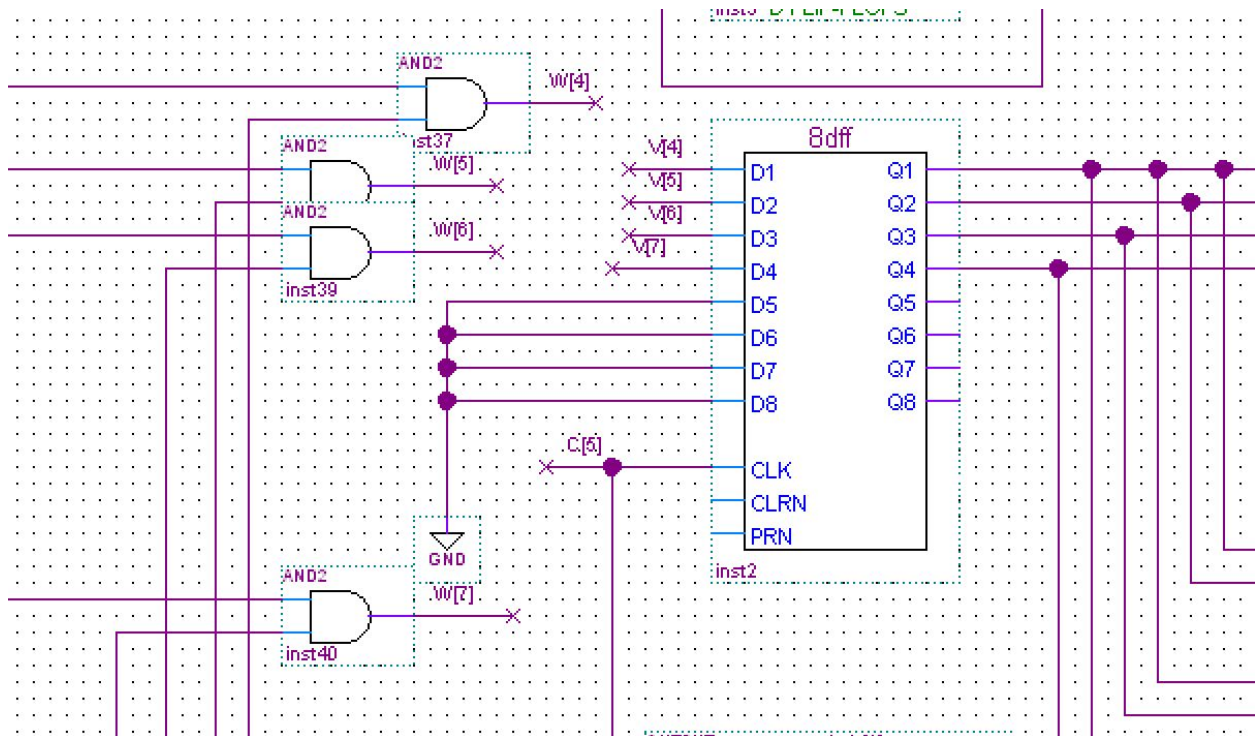 AND2
W[4]
inst37
AND2
W[5]
AND2
W[6]
inst39
GND
AND2
W[7]
inst40
8dff
V[4]
V[5]
V[6]
V[7]
D1 Q1
D2 Q2
D3 Q3
D4 Q4
D5 Q5
D6 Q6
D7 Q7
D8 Q8
C[5]
CLK
CLRN
PRN
inst2